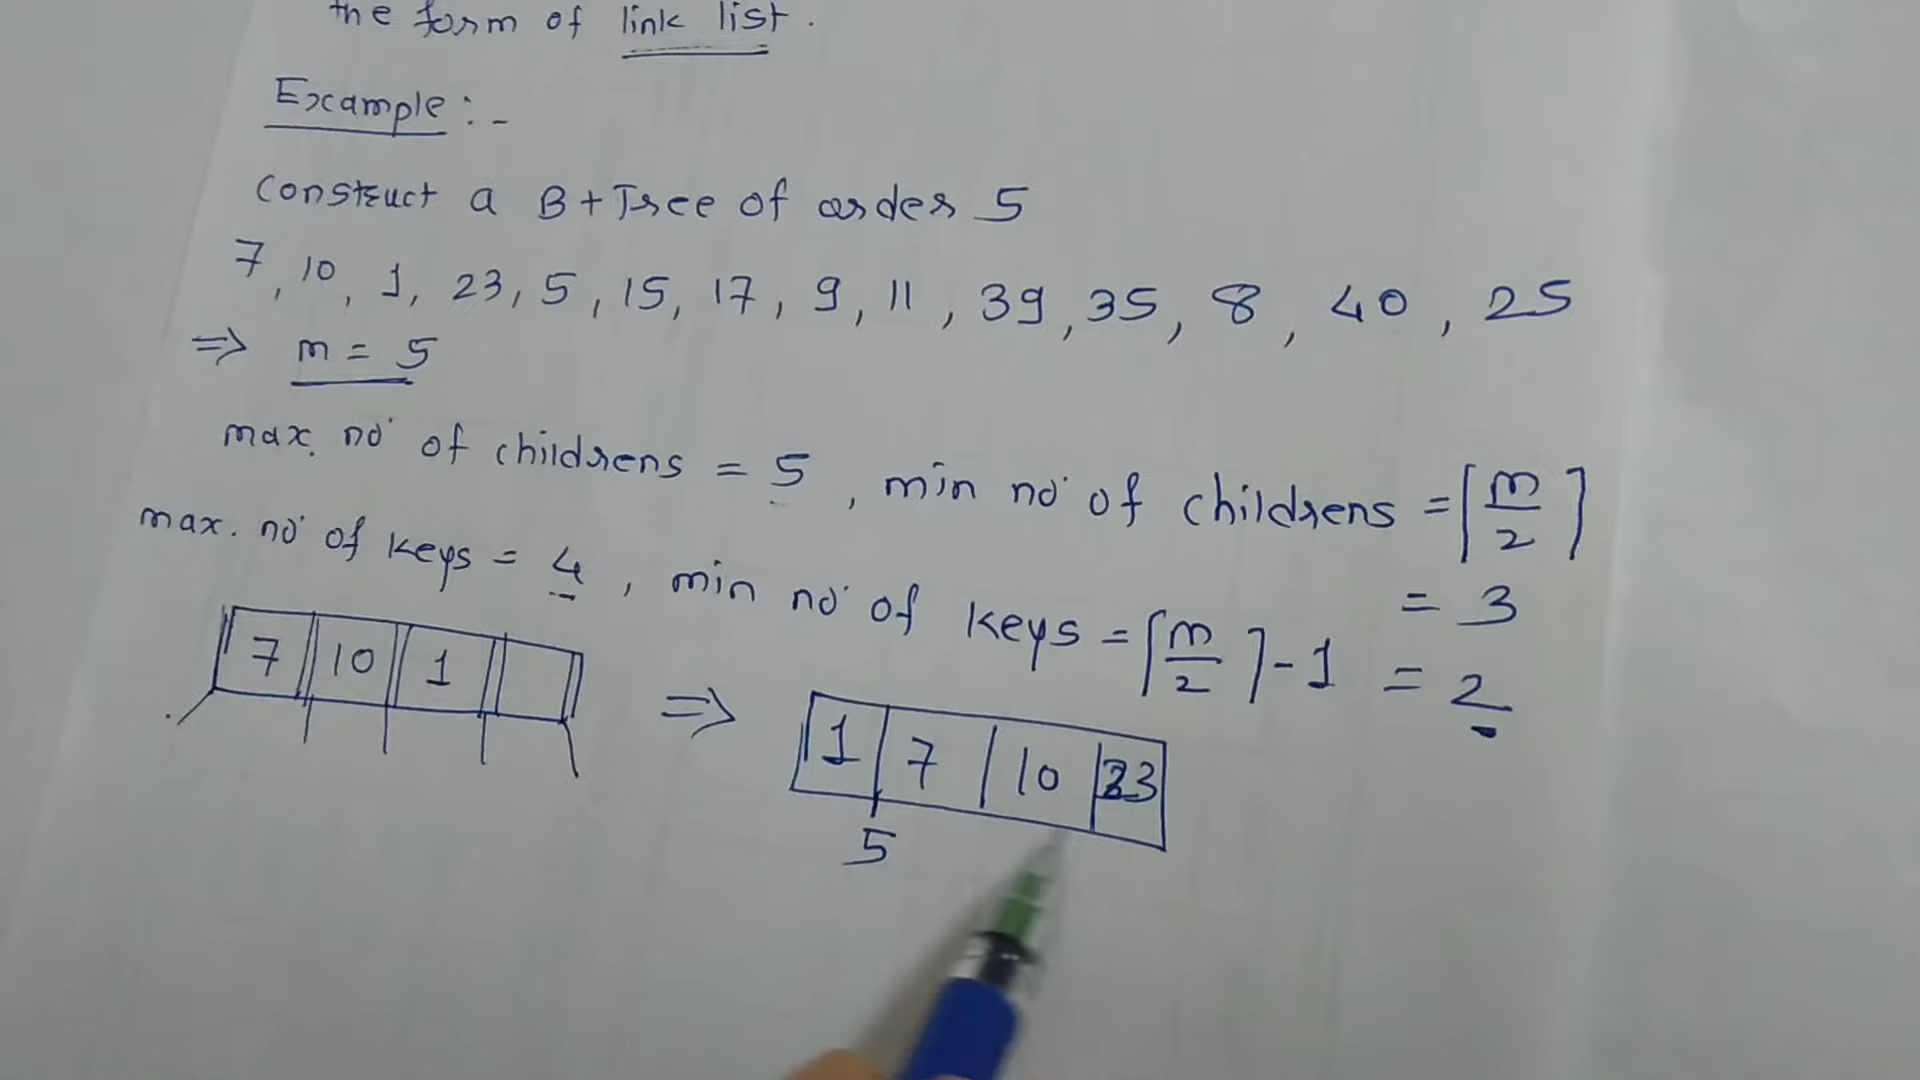 the form of link list.
Example:-
Construct a B+Tree of order 5
7, 10, 1, 23, 5, 15, 17, 9, 11, 39, 35, 8, 40, 25
⇒ m = 5
max. no of childrens = 5, min no of childrens = ⌈m/2⌉
= 3
max. no of keys = 4, min no of keys = ⌈m/2⌉-1 = 2
7 10 1 ⇒ 1 7 10 23
5